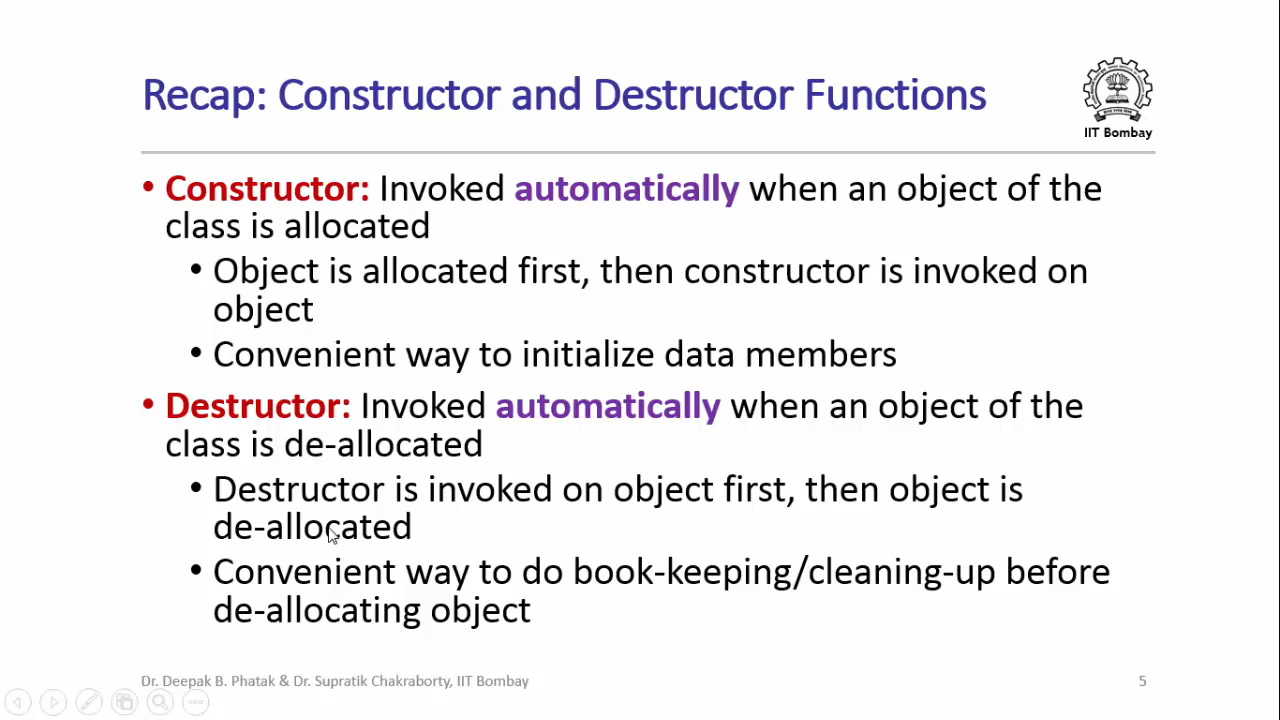 Recap: Constructor and Destructor Functions
IIT Bombay
• Constructor: Invoked automatically when an object of the
class is allocated
• Object is allocated first, then constructor is invoked on
object
• Convenient way to initialize data members
• Destructor: Invoked automatically when an object of the
class is de-allocated
• Destructor is invoked on object first, then object is
de-allocated
• Convenient way to do book-keeping/cleaning-up before
de-allocating object
Dr. Deepak B. Phatak & Dr. Supratik Chakraborty, IIT Bombay
5